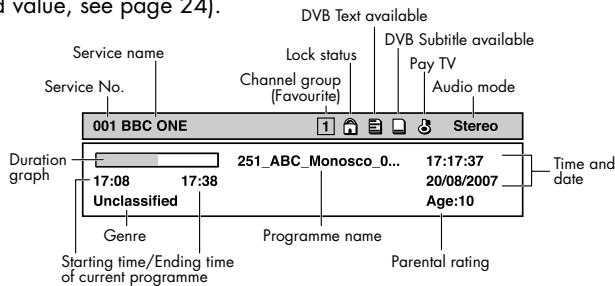 d value, see page 24).
DVB Text available
Service name
Lock status
DVB Subtitle available
Service No.
Channel group
(Favourite)
Pay TV
Audio mode
001 BBC ONE 1 Stereo
Duration
graph
251_ABC_Monosco_0... 17:17:37
Time and
date
17:08 17:38 20/08/2007
Unclassified Age:10
Genre
Programme name
Parental rating
Starting time/Ending time
of current programme